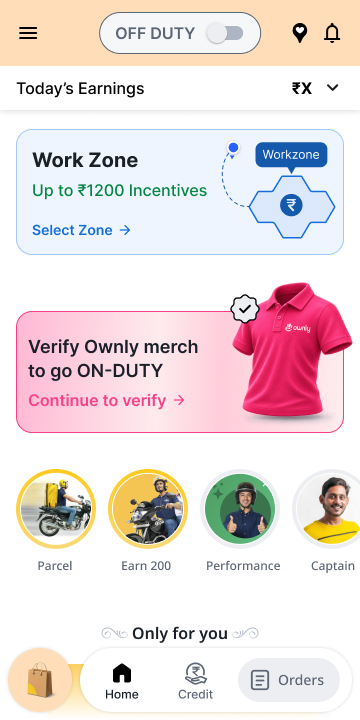 OFF DUTY
Today’s Earnings
₹X
Work Zone
Up to ₹1200 Incentives
Select Zone →
Workzone
₹
Verify Ownly merch
to go ON-DUTY
Continue to verify →
ownly
Parcel
Earn 200
Performance
Captain
Only for you
Home
Credit
Orders